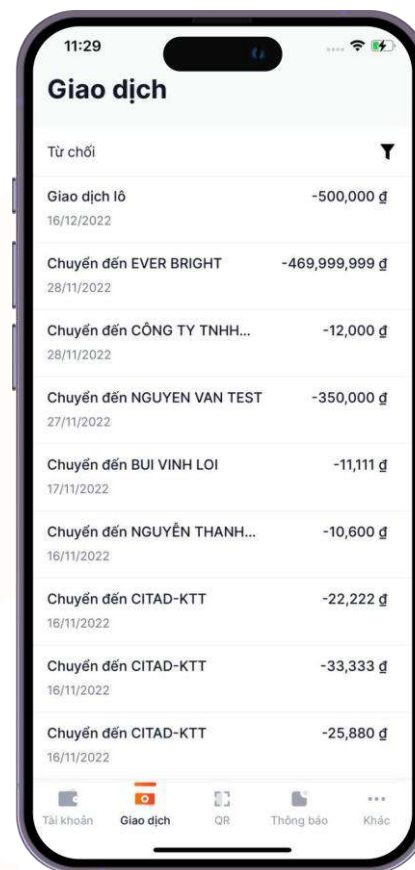 11:29
Giao dịch
Từ chối
Giao dịch lô -500,000 ₫
16/12/2022
Chuyển đến EVER BRIGHT -469,999,999 ₫
28/11/2022
Chuyển đến CÔNG TY TNHH... -12,000 ₫
28/11/2022
Chuyển đến NGUYEN VAN TEST -350,000 ₫
27/11/2022
Chuyển đến BUI VINH LOI -11,111 ₫
17/11/2022
Chuyển đến NGUYỄN THANH... -10,600 ₫
16/11/2022
Chuyển đến CITAD-KTT -22,222 ₫
16/11/2022
Chuyển đến CITAD-KTT -33,333 ₫
16/11/2022
Chuyển đến CITAD-KTT -25,880 ₫
16/11/2022
Tài khoản Giao dịch QR Thông báo Khác